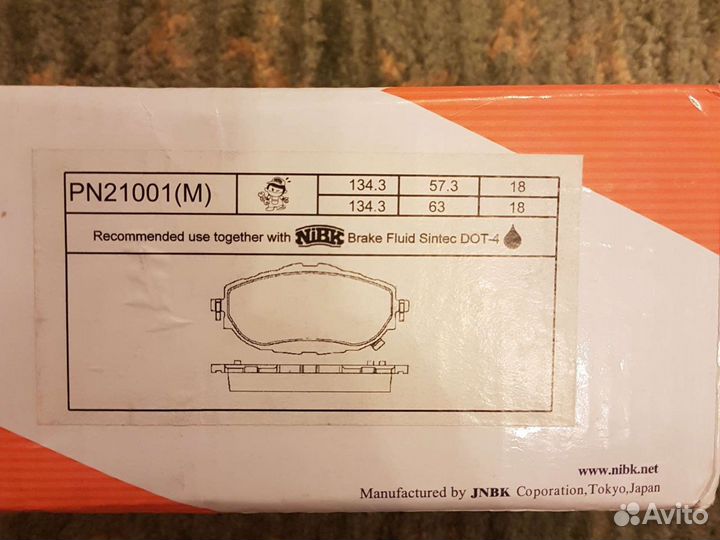 PN21001(M)
134.3 57.3 18
134.3 63 18
Recommended use together with NiBK Brake Fluid Sintec DOT-4
www.nibk.net
Manufactured by JNBK Coporation,Tokyo,Japan
Avito